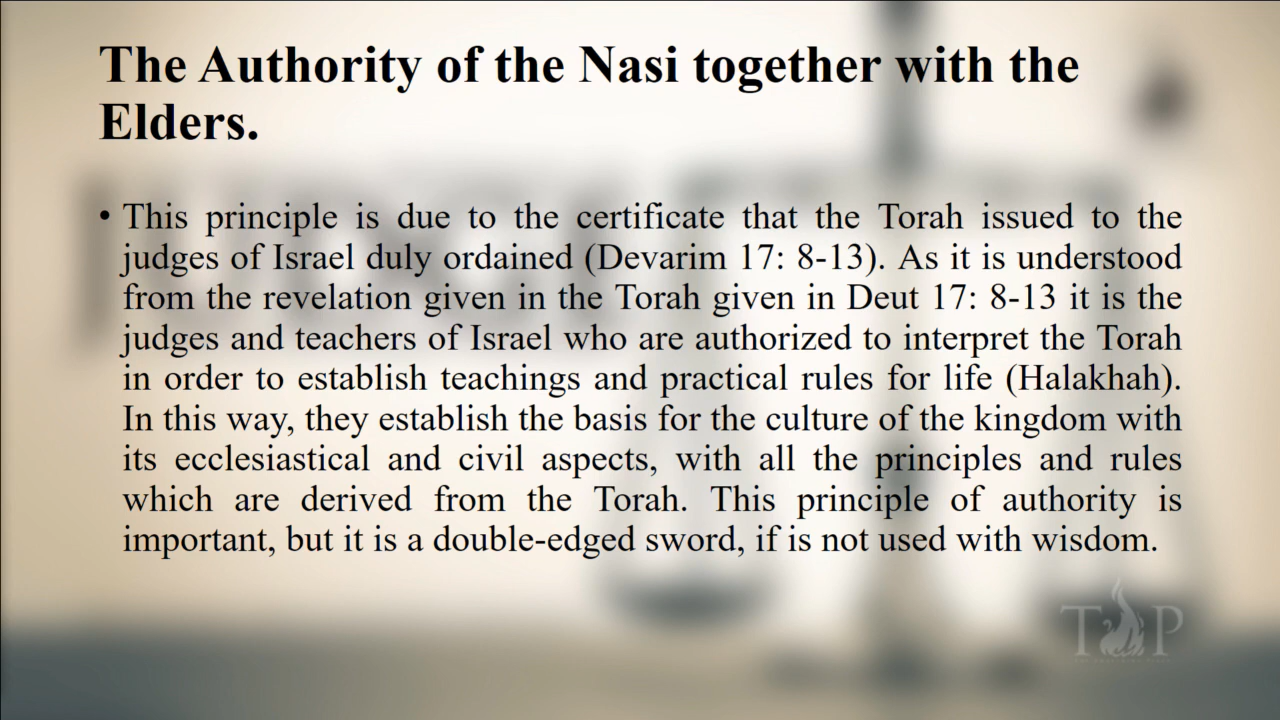 The Authority of the Nasi together with the
Elders.
• This principle is due to the certificate that the Torah issued to the
judges of Israel duly ordained (Devarim 17: 8-13). As it is understood
from the revelation given in the Torah given in Deut 17: 8-13 it is the
judges and teachers of Israel who are authorized to interpret the Torah
in order to establish teachings and practical rules for life (Halakhah).
In this way, they establish the basis for the culture of the kingdom with
its ecclesiastical and civil aspects, with all the principles and rules
which are derived from the Torah. This principle of authority is
important, but it is a double-edged sword, if is not used with wisdom.
T P